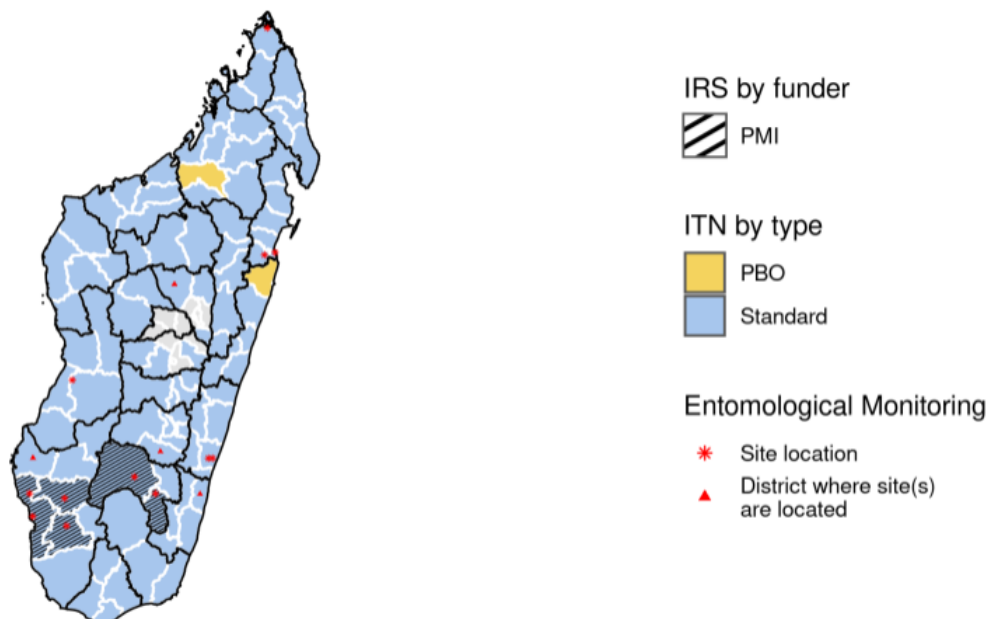 IRS by funder
PMI
ITN by type
PBO
Standard
Entomological Monitoring
Site location
District where site(s)
are located